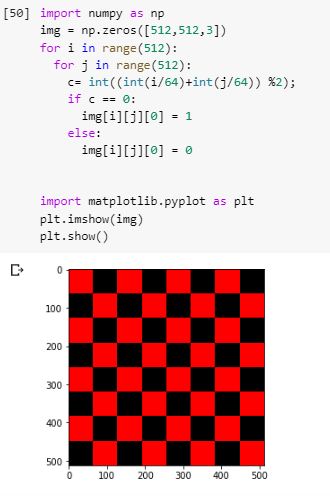 [50] import numpy as np
img = np.zeros([512,512,3])
for i in range(512):
  for j in range(512):
    c= int((int(i/64)+int(j/64)) %2);
    if c == 0:
      img[i][j][0] = 1
    else:
      img[i][j][0] = 0
import matplotlib.pyplot as plt
plt.imshow(img)
plt.show()
0
100
200
300
400
500
0 100 200 300 400 500